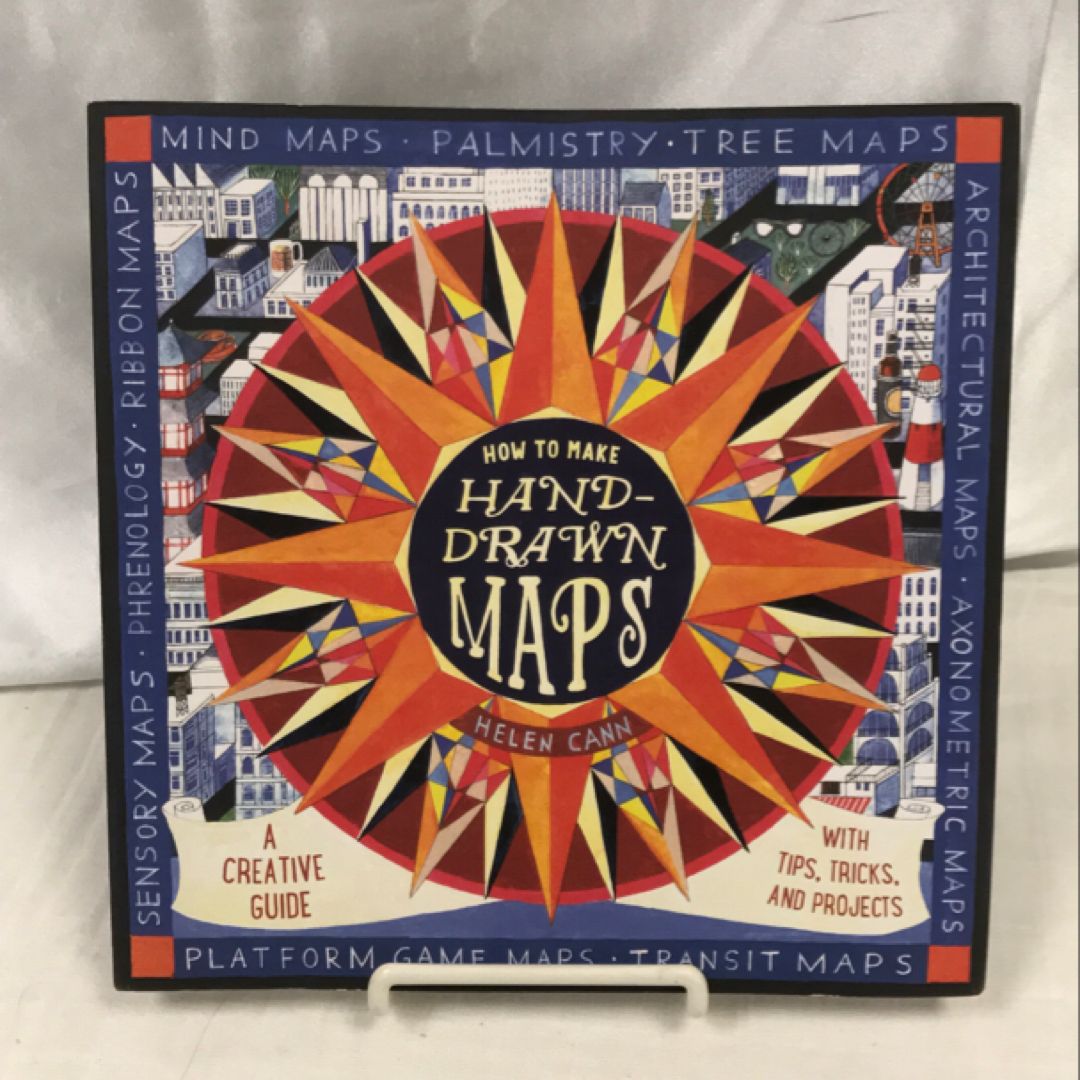 MIND MAPS · PALMISTRY · TREE MAPS
SENSORY MAPS · PHRENOLOGY · RIBBON MAPS
ARCHITECTURAL MAPS · AXONOMETRIC MAPS
HOW TO MAKE
HAND-
DRAWN
MAPS
HELEN CANN
A
CREATIVE
GUIDE
WITH
TIPS, TRICKS,
AND PROJECTS
PLATFORM GAME MAPS · TRANSIT MAPS